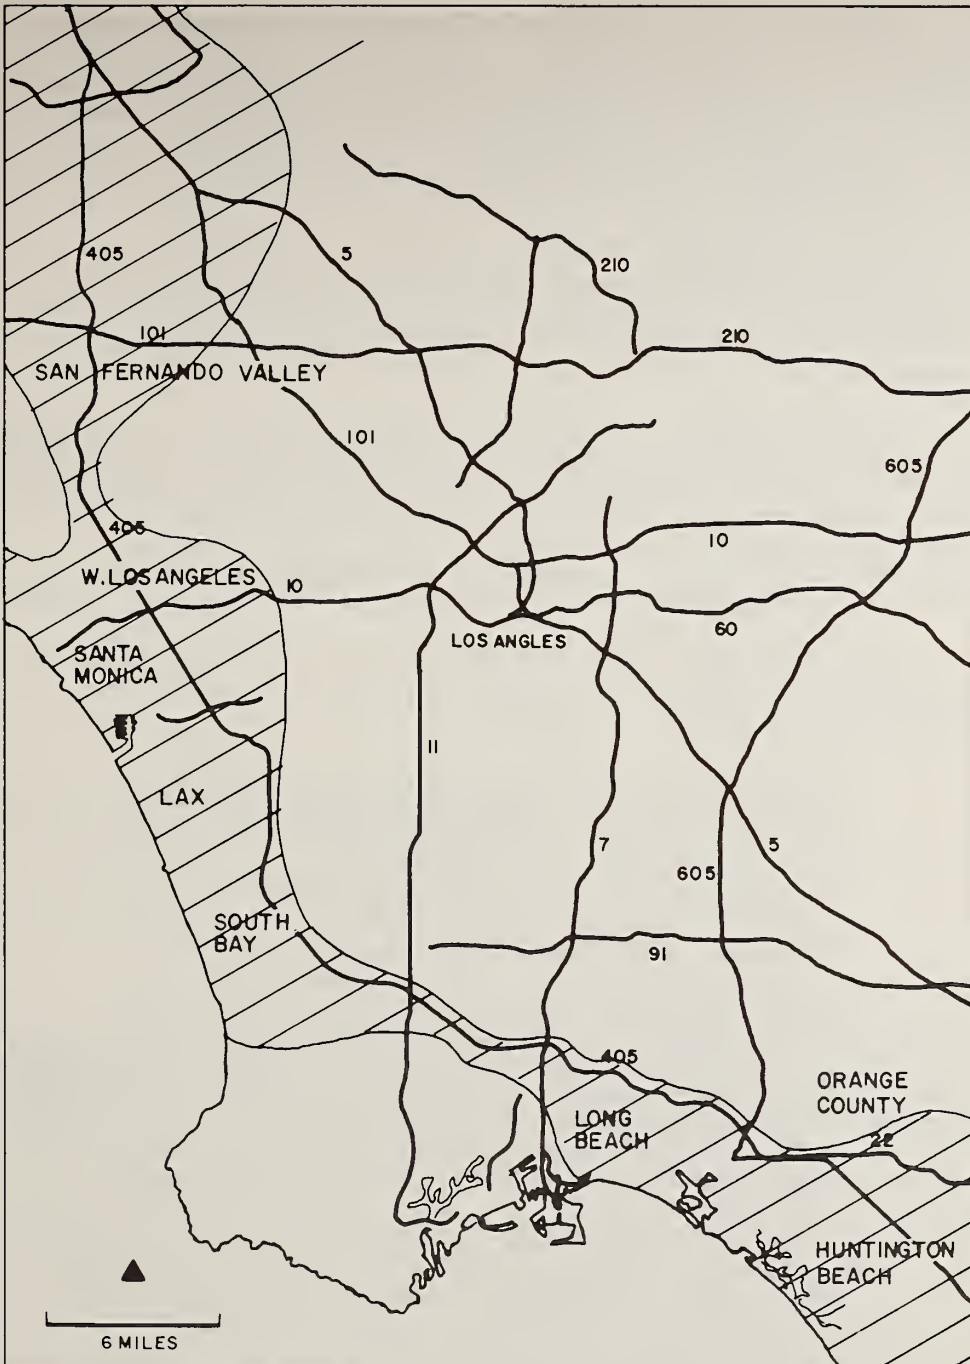 405
5
210
101
210
SAN FERNANDO VALLEY
101
605
405
10
W. LOS ANGELES
10
60
LOS ANGLES
SANTA
MONICA
11
LAX
7
5
605
SOUTH
BAY
91
405
ORANGE
COUNTY
LONG
BEACH
22
HUNTINGTON
BEACH
6 MILES